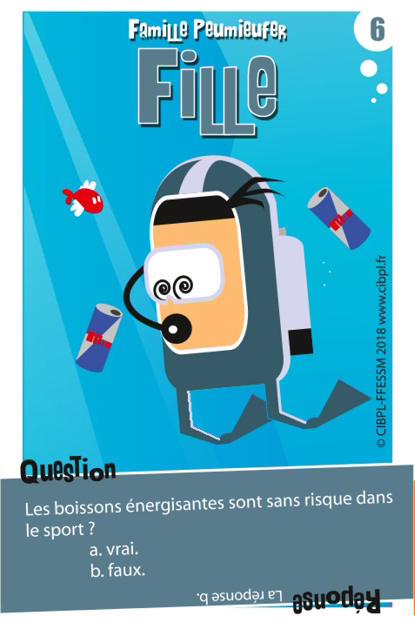 Famille Peumieufer
6
Fille
© CIBPL-FFESSM 2018 www.cibpl.fr
Question
Les boissons énergisantes sont sans risque dans
le sport ?
a. vrai.
b. faux.
Réponse
La réponse b.